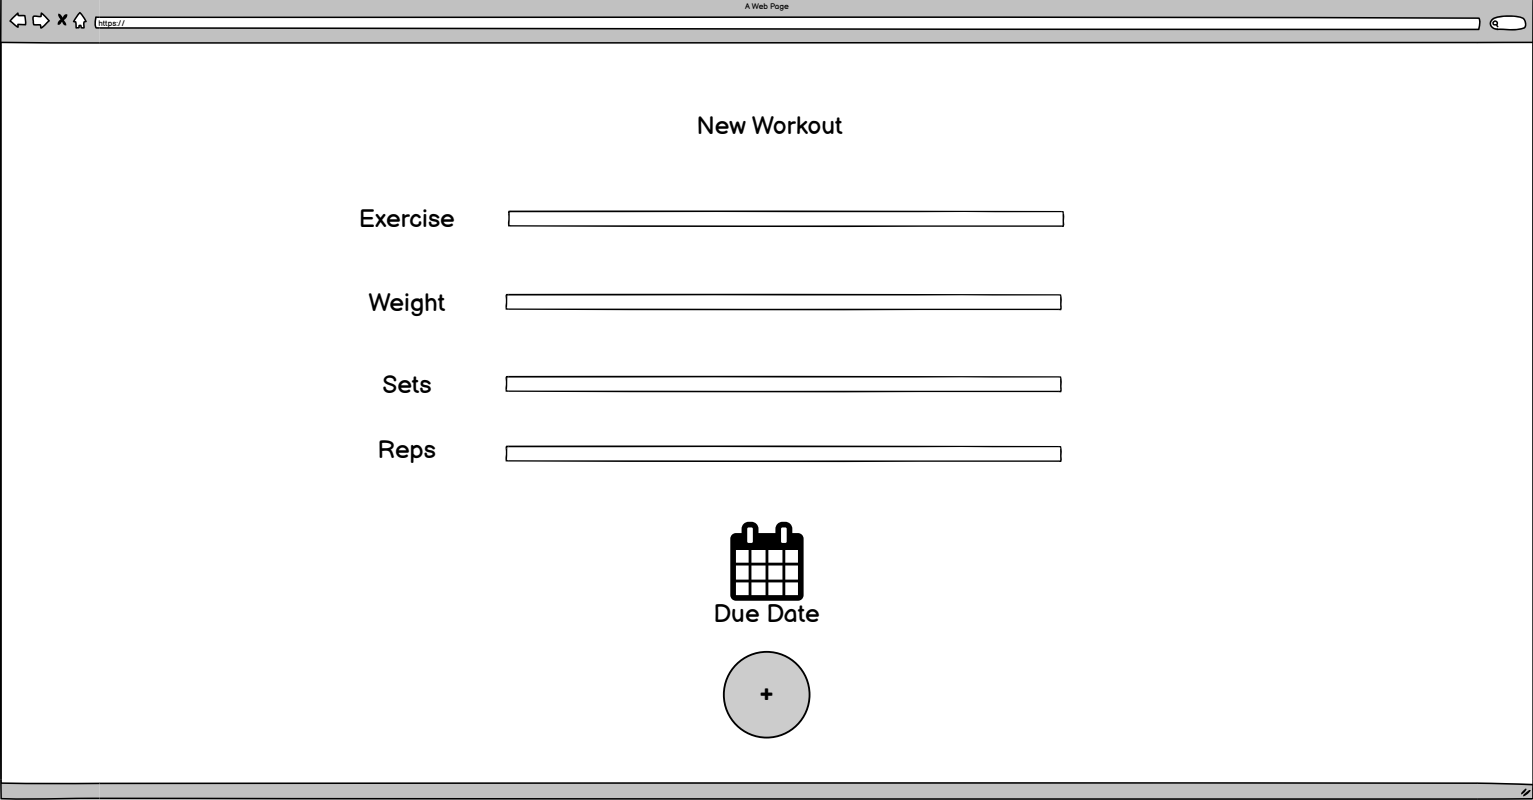 A Web Page
https://
New Workout
Exercise
Weight
Sets
Reps
Due Date
+